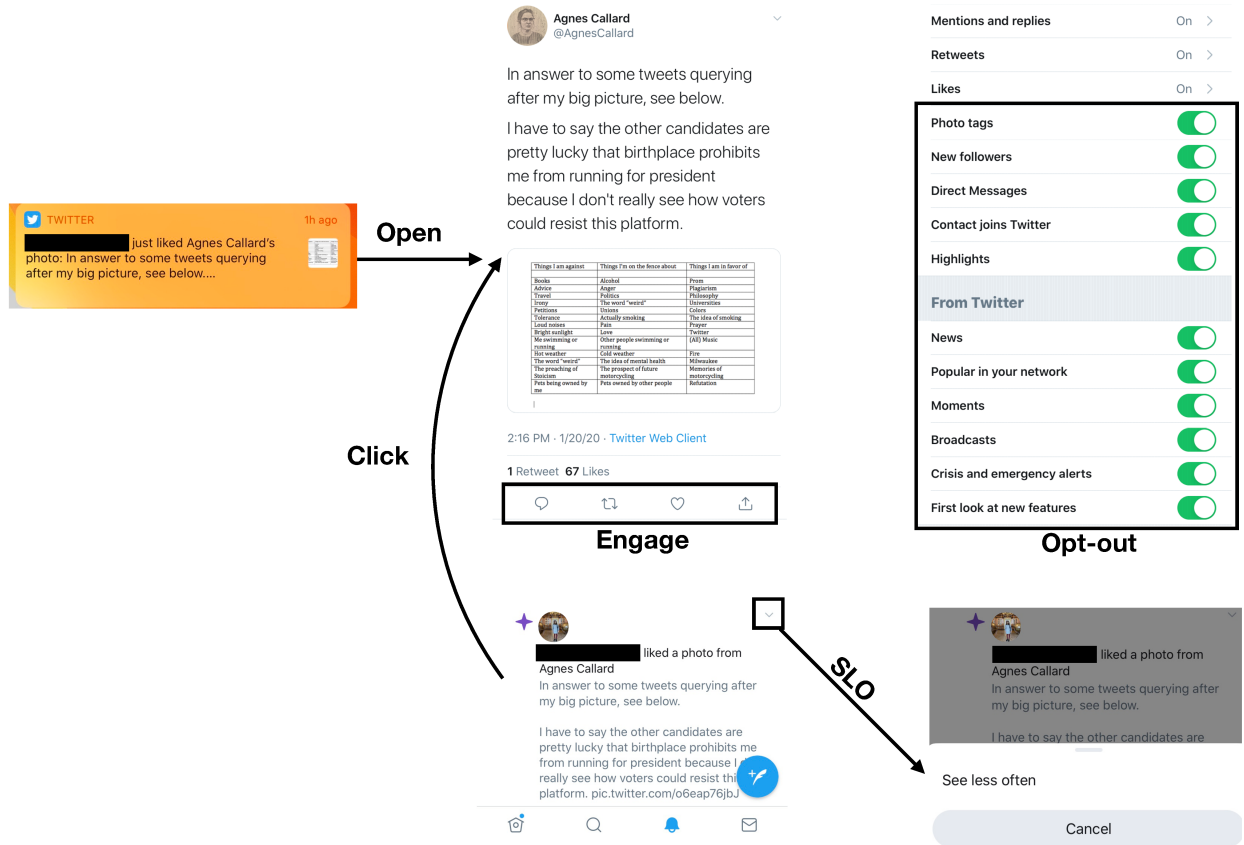 TWITTER 1h ago
just liked Agnes Callard's
photo: In answer to some tweets querying
after my big picture, see below....
Open
Click
Agnes Callard
@AgnesCallard
In answer to some tweets querying
after my big picture, see below.
I have to say the other candidates are
pretty lucky that birthplace prohibits
me from running for president
because I don't really see how voters
could resist this platform.
Things I am against Things I'm on the fence about Things I am in favor of
Books Alcohol Prom
Advice Anger Plagiarism
Travel Politics Philosophy
Irony The word "weird" Universities
Petitions Unions Colors
Tolerance Actually smoking The idea of smoking
Loud noises Pain Prayer
Bright sunlight Love Twitter
Me swimming or Other people swimming or (All) Music
running running
Hot weather Cold weather Fire
The word "weird" The idea of mental health Milwaukee
The preaching of The prospect of future Memories of
Stoicism motorcycling motorcycling
Pets being owned by Pets owned by other people Refutation
me
2:16 PM · 1/20/20 · Twitter Web Client
1 Retweet 67 Likes
Engage
liked a photo from
Agnes Callard
In answer to some tweets querying after
my big picture, see below.
I have to say the other candidates are
pretty lucky that birthplace prohibits me
from running for president because I
really see how voters could resist
platform. pic.twitter.com/o6eap76jbJ
SLO
Mentions and replies On
Retweets On
Likes On
Photo tags
New followers
Direct Messages
Contact joins Twitter
Highlights
From Twitter
News
Popular in your network
Moments
Broadcasts
Crisis and emergency alerts
First look at new features
Opt-out
liked a photo from
Agnes Callard
In answer to some tweets querying after
my big picture, see below.
I have to say the other candidates are
See less often
Cancel